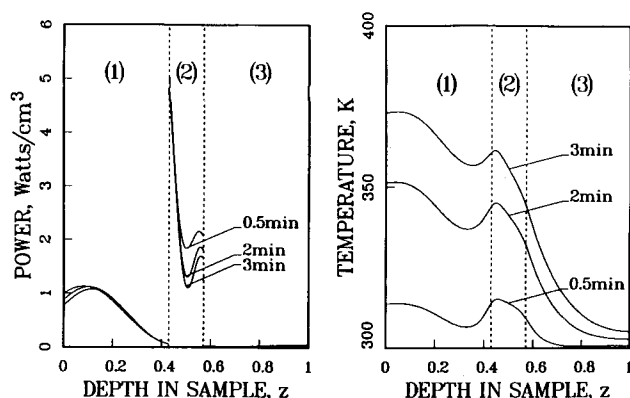 POWER, Watts/cm³
6
5
4
3
2
1
0
(1) (2) (3)
0.5min
2min
3min
0 0.2 0.4 0.6 0.8 1
DEPTH IN SAMPLE, z
TEMPERATURE, K
400
350
300
(1) (2) (3)
3min
2min
0.5min
0 0.2 0.4 0.6 0.8 1
DEPTH IN SAMPLE, z